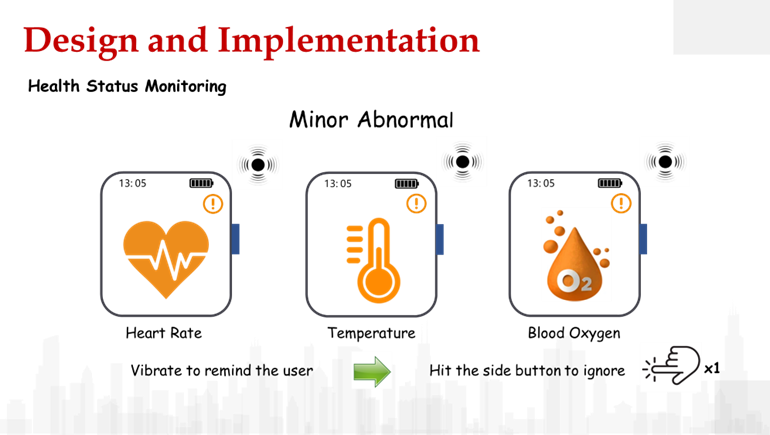 Design and Implementation
Health Status Monitoring
Minor Abnormal
13:05
13:05
13:05
O2
Heart Rate
Temperature
Blood Oxygen
Vibrate to remind the user
Hit the side button to ignore
x1